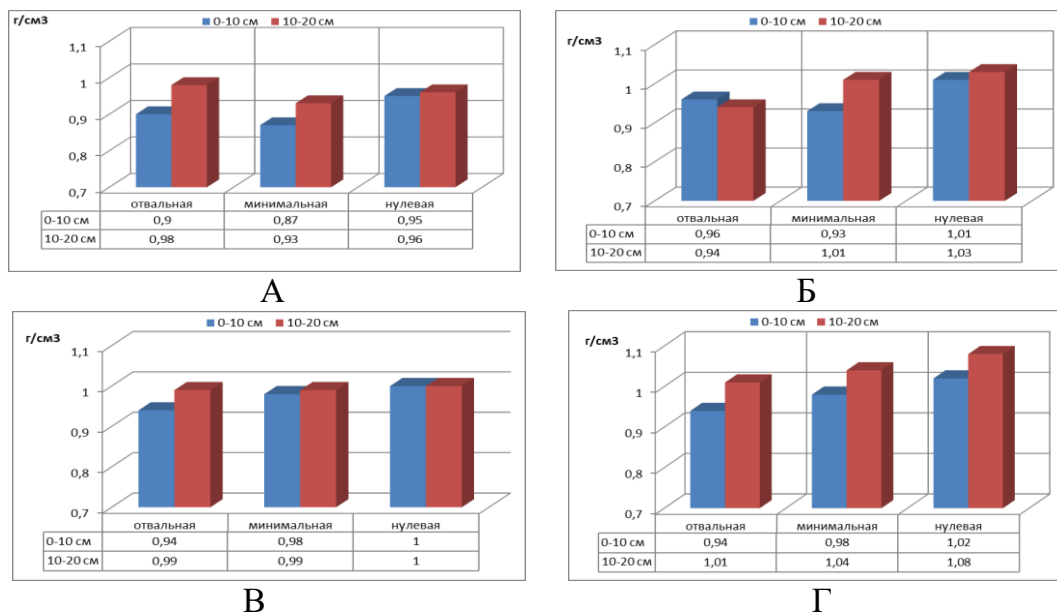 г/см3
0-10 см 10-20 см
1,1
1
0,9
0,8
0,7
отвальная минимальная нулевая
0-10 см 0,9 0,87 0,95
10-20 см 0,98 0,93 0,96
А
0-10 см 10-20 см
г/см3
1,1
1
0,9
0,8
0,7
отвальная минимальная нулевая
0-10 см 0,96 0,93 1,01
10-20 см 0,94 1,01 1,03
Б
0-10 см 10-20 см
г/см3
1,1
1
0,9
0,8
0,7
отвальная минимальная нулевая
0-10 см 0,94 0,98 1
10-20 см 0,99 0,99 1
В
0-10 см 10-20 см
г/см3
1,1
1
0,9
0,8
0,7
отвальная минимальная нулевая
0-10 см 0,94 0,98 1,02
10-20 см 1,01 1,04 1,08
Г